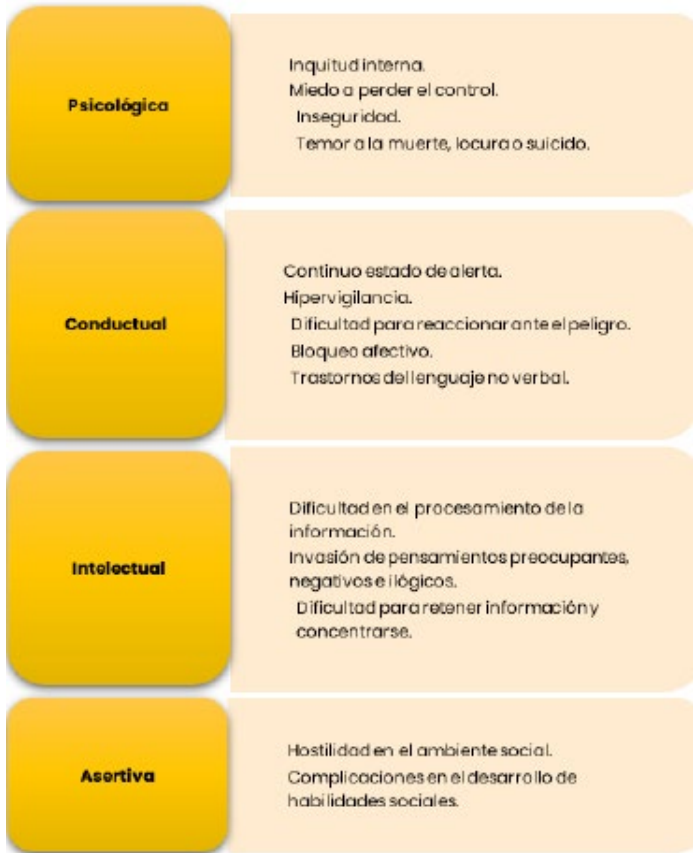 Psicológica
Inquitud interna.
Miedo a perder el control.
Inseguridad.
Temor a la muerte, locura o suicido.
Conductual
Continuo estado de alerta.
Hipervigilancia.
Dificultad para reaccionar ante el peligro.
Bloqueo afectivo.
Trastornos del lenguaje no verbal.
Intelectual
Dificultad en el procesamiento de la
información.
Invasión de pensamientos preocupantes,
negativos e ilógicos.
Dificultad para retener información y
concentrarse.
Asertiva
Hostilidad en el ambiente social.
Complicaciones en el desarrollo de
habilidades sociales.